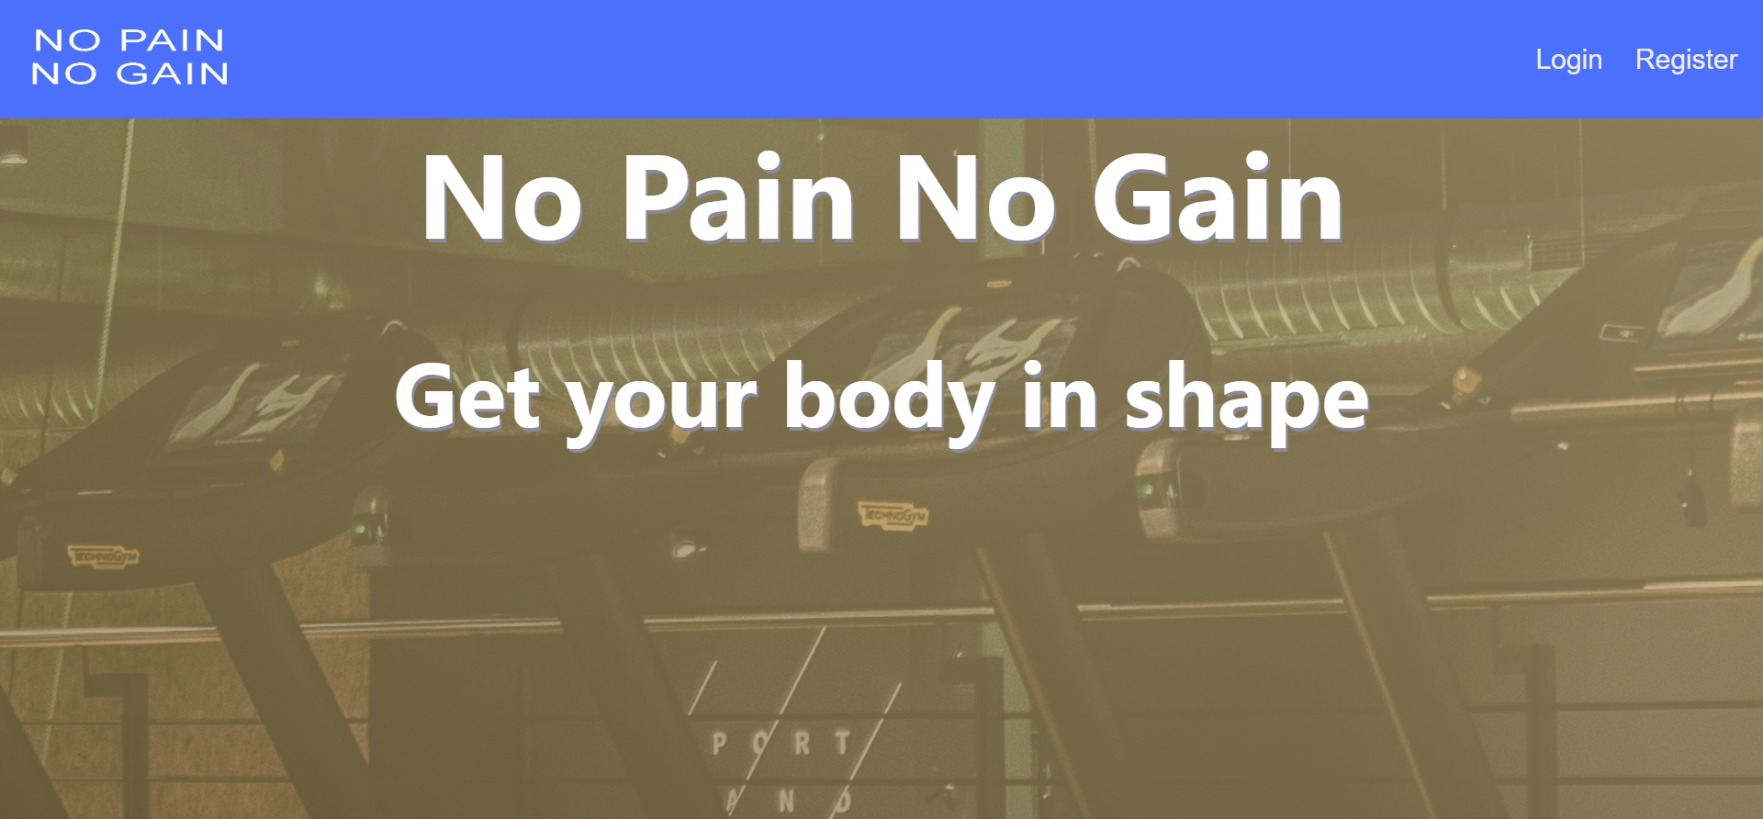 NO PAIN
NO GAIN
Login Register
No Pain No Gain
Get your body in shape
TECHNOGYM
TECHNOGYM
PORT
AND